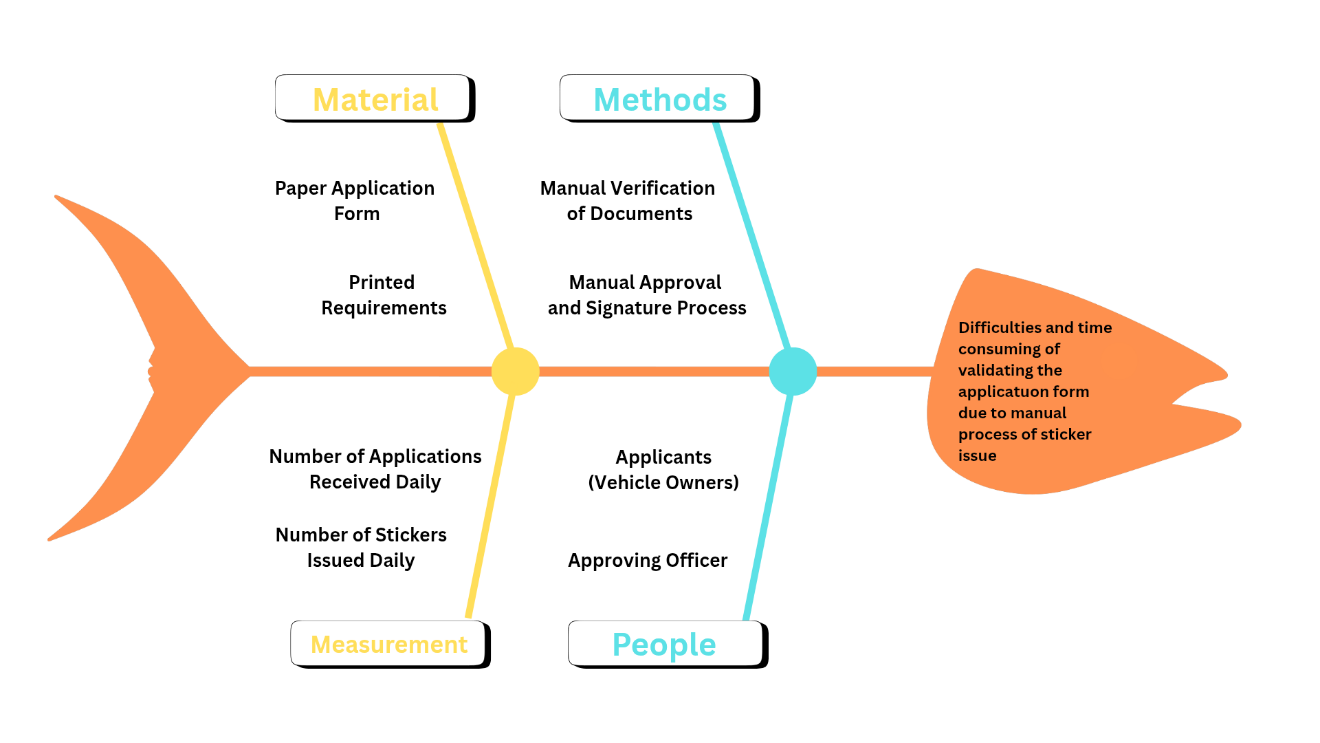 Material
Methods
Paper Application
Form
Manual Verification
of Documents
Printed
Requirements
Manual Approval
and Signature Process
Difficulties and time
consuming of
validating the
applicatuon form
due to manual
process of sticker
issue
Number of Applications
Received Daily
Applicants
(Vehicle Owners)
Number of Stickers
Issued Daily
Approving Officer
Measurement
People